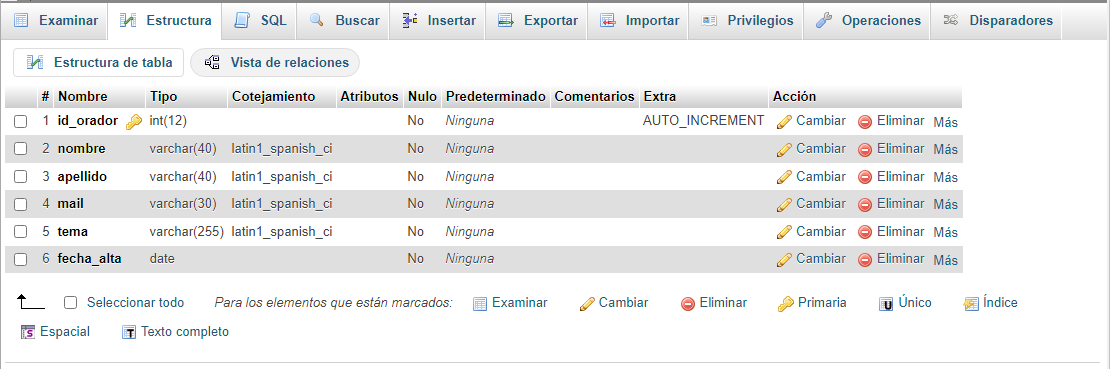 Examinar Estructura SQL Buscar Insertar Exportar Importar Privilegios Operaciones Disparadores
Estructura de tabla Vista de relaciones
# Nombre Tipo Cotejamiento Atributos Nulo Predeterminado Comentarios Extra Acción
1 id_orador int(12) No Ninguna AUTO_INCREMENT Cambiar Eliminar Más
2 nombre varchar(40) latin1_spanish_ci No Ninguna Cambiar Eliminar Más
3 apellido varchar(40) latin1_spanish_ci No Ninguna Cambiar Eliminar Más
4 mail varchar(30) latin1_spanish_ci No Ninguna Cambiar Eliminar Más
5 tema varchar(255) latin1_spanish_ci No Ninguna Cambiar Eliminar Más
6 fecha_alta date No Ninguna Cambiar Eliminar Más
Seleccionar todo Para los elementos que están marcados: Examinar Cambiar Eliminar Primaria Único Índice
Espacial Texto completo